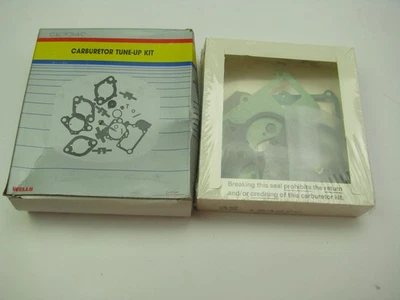 CARBURETOR TUNE-UP KIT
WELLS
Breaking this seal prohibits the return
and/or crediting of this carburetor kit.